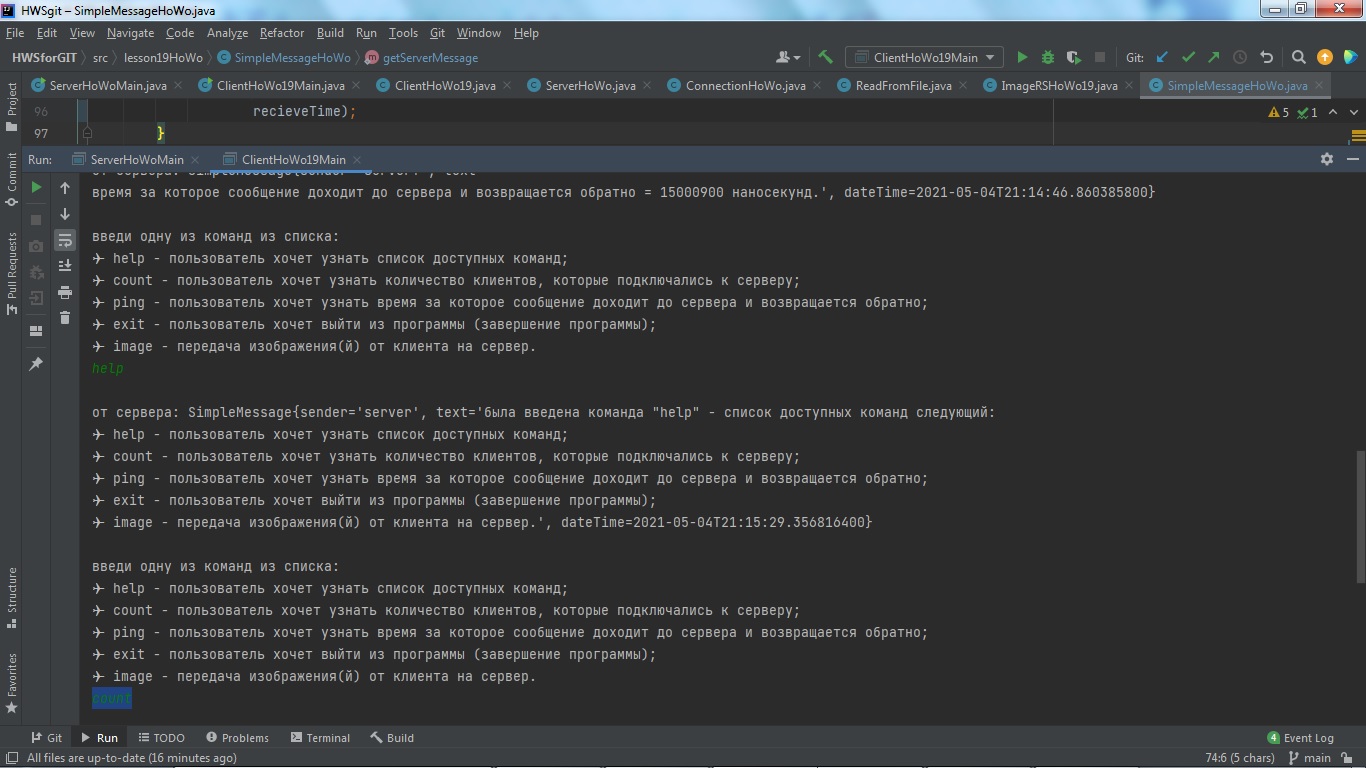 HWSgit – SimpleMessageHoWo.java
File Edit View Navigate Code Analyze Refactor Build Run Tools Git Window Help
HWSforGIT src lesson19HoWo SimpleMessageHoWo getServerMessage ClientHoWo19Main Git:
ServerHoWoMain.java ClientHoWo19Main.java ClientHoWo19.java ServerHoWo.java ConnectionHoWo.java ReadFromFile.java ImageRSHoWo19.java SimpleMessageHoWo.java
Project
Commit
Pull Requests
Structure
Favorites
96 recieveTime); 5 1
97 }
Run: ServerHoWoMain ClientHoWo19Main
время за которое сообщение доходит до сервера и возвращается обратно = 15000900 наносекунд.', dateTime=2021-05-04T21:14:46.860385800}
введи одну из команд из списка:
✈ help - пользователь хочет узнать список доступных команд;
✈ count - пользователь хочет узнать количество клиентов, которые подключались к серверу;
✈ ping - пользователь хочет узнать время за которое сообщение доходит до сервера и возвращается обратно;
✈ exit - пользователь хочет выйти из программы (завершение программы);
✈ image - передача изображения(й) от клиента на сервер.
help
от сервера: SimpleMessage{sender='server', text='была введена команда "help" - список доступных команд следующий:
✈ help - пользователь хочет узнать список доступных команд;
✈ count - пользователь хочет узнать количество клиентов, которые подключались к серверу;
✈ ping - пользователь хочет узнать время за которое сообщение доходит до сервера и возвращается обратно;
✈ exit - пользователь хочет выйти из программы (завершение программы);
✈ image - передача изображения(й) от клиента на сервер.', dateTime=2021-05-04T21:15:29.356816400}
введи одну из команд из списка:
✈ help - пользователь хочет узнать список доступных команд;
✈ count - пользователь хочет узнать количество клиентов, которые подключались к серверу;
✈ ping - пользователь хочет узнать время за которое сообщение доходит до сервера и возвращается обратно;
✈ exit - пользователь хочет выйти из программы (завершение программы);
✈ image - передача изображения(й) от клиента на сервер.
count
Git Run TODO Problems Terminal Build 4 Event Log
All files are up-to-date (16 minutes ago) 74:6 (5 chars) main